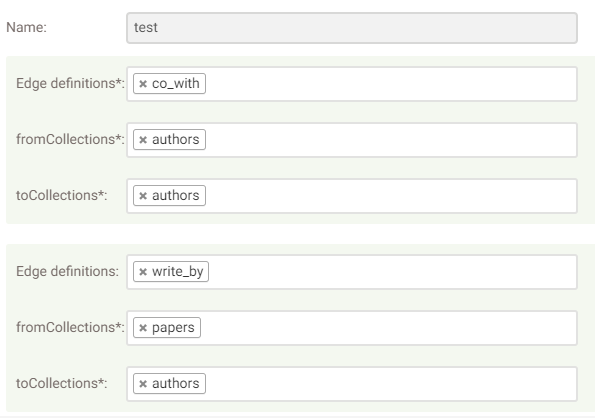 Name: test
Edge definitions*: × co_with
fromCollections*: × authors
toCollections*: × authors
Edge definitions: × write_by
fromCollections*: × papers
toCollections*: × authors